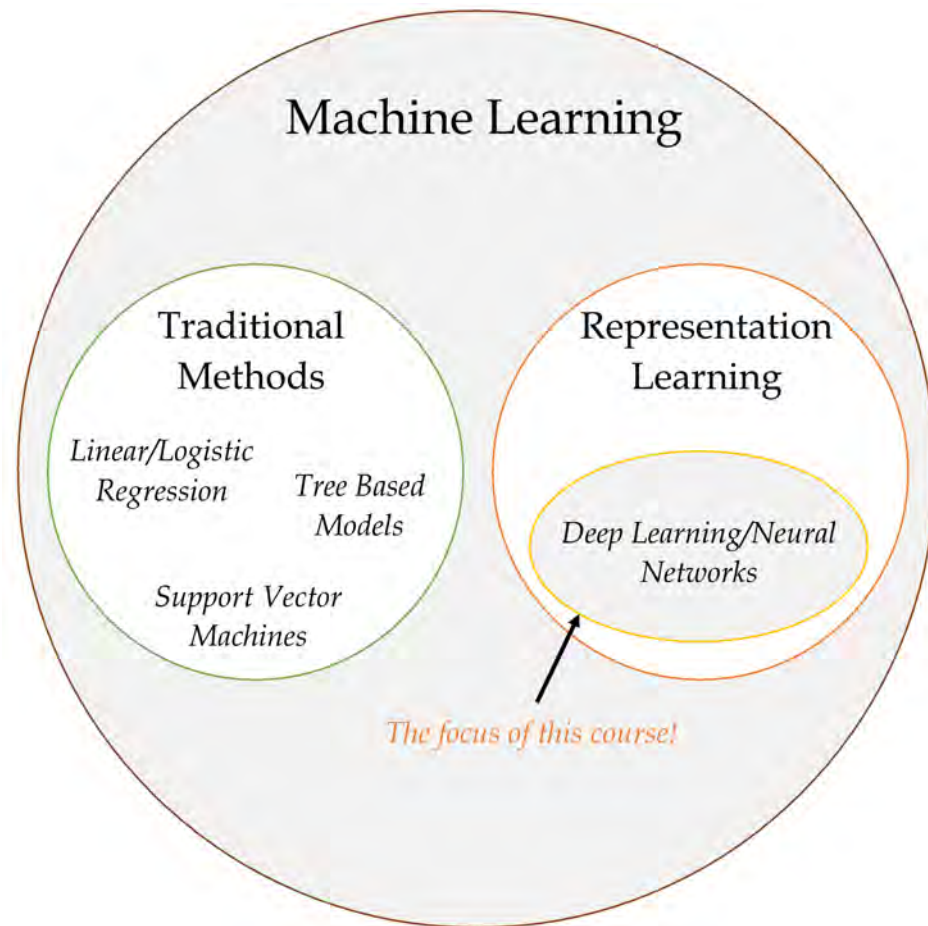 Machine Learning
Traditional
Methods
Linear/Logistic
Regression
Tree Based
Models
Support Vector
Machines
Representation
Learning
Deep Learning/Neural
Networks
The focus of this course!